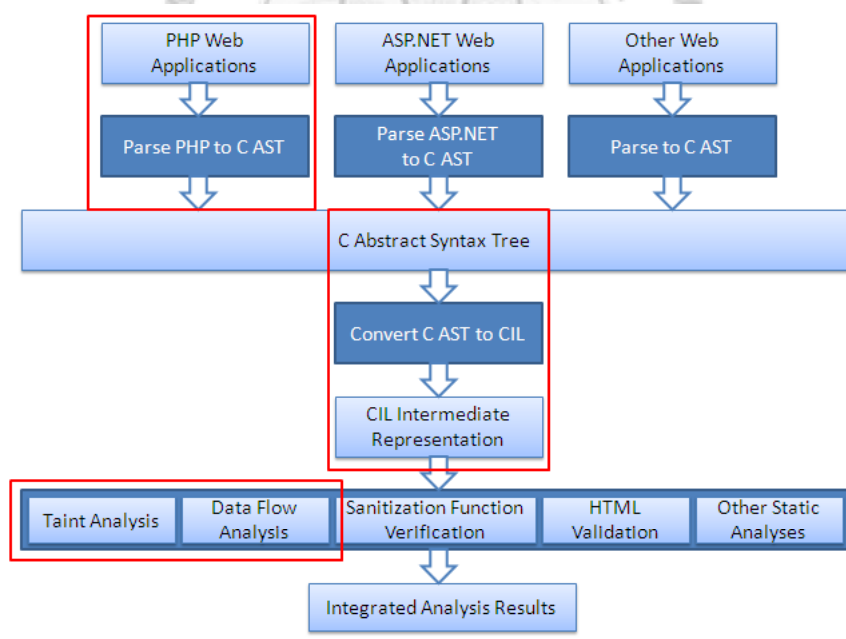 PHP Web
Applications
ASP.NET Web
Applications
Other Web
Applications
Parse PHP to C AST
Parse ASP.NET
to C AST
Parse to C AST
C Abstract Syntax Tree
Convert C AST to CIL
CIL Intermediate
Representation
Taint Analysis
Data Flow
Analysis
Sanitization Function
Verification
HTML
Validation
Other Static
Analyses
Integrated Analysis Results